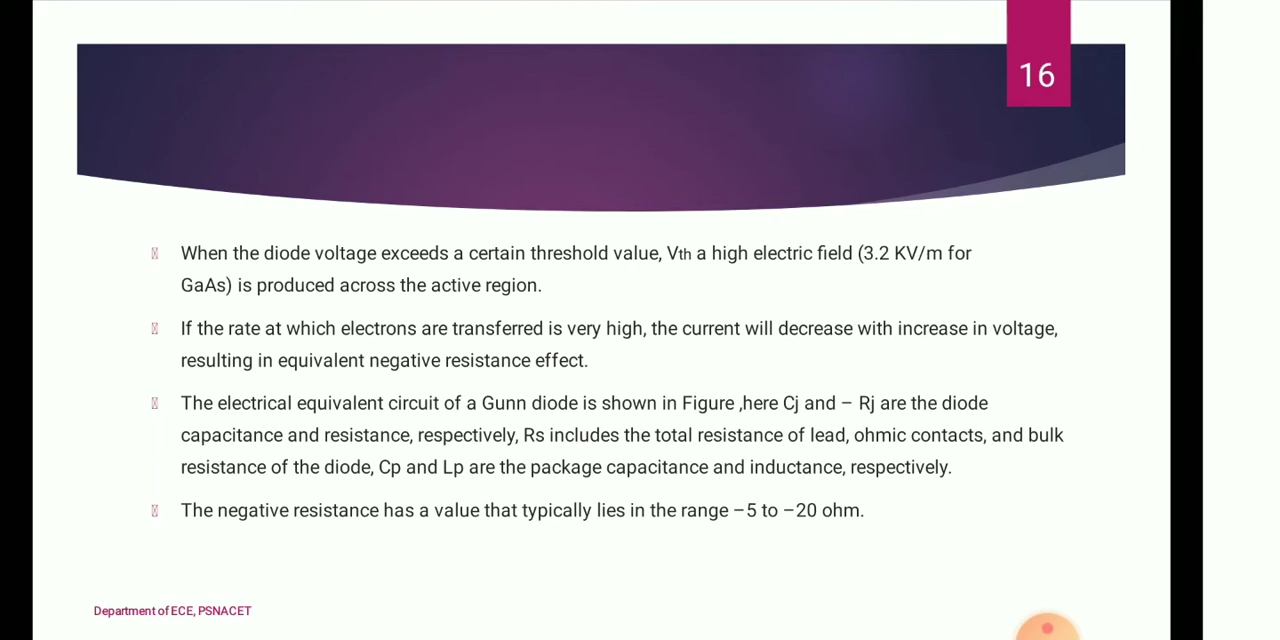 16
When the diode voltage exceeds a certain threshold value, Vth a high electric field (3.2 KV/m for
GaAs) is produced across the active region.
If the rate at which electrons are transferred is very high, the current will decrease with increase in voltage,
resulting in equivalent negative resistance effect.
The electrical equivalent circuit of a Gunn diode is shown in Figure ,here Cj and – Rj are the diode
capacitance and resistance, respectively, Rs includes the total resistance of lead, ohmic contacts, and bulk
resistance of the diode, Cp and Lp are the package capacitance and inductance, respectively.
The negative resistance has a value that typically lies in the range –5 to –20 ohm.
Department of ECE, PSNACET